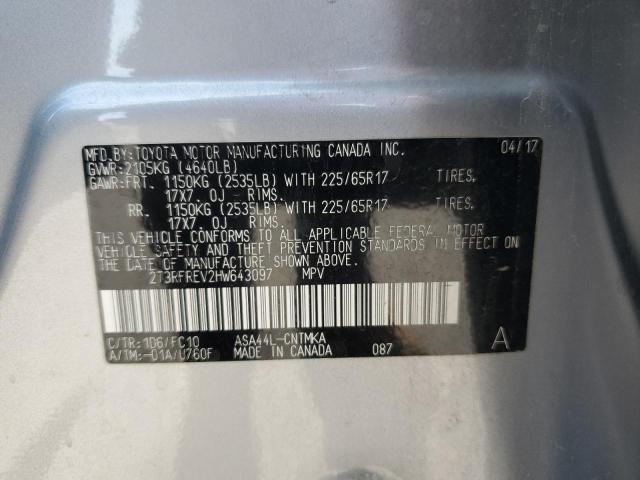 MFD.BY:TOYOTA MOTOR MANUFACTURING CANADA INC. 04/17
GVWR:2105KG (4640LB)
GAWR:FRT. 1150KG (2535LB) WITH 225/65R17 TIRES.
17X7.0J- RIMS.
RR. 1150KG (2535LB) WITH 225/65R17 TIRES.
17X7.0J- RIMS.
THIS VEHICLE CONFORMS TO ALL APPLICABLE FEDERAL MOTOR
VEHICLE SAFETY AND THEFT PREVENTION STANDARDS IN EFFECT ON
THE DATE OF MANUFACTURE SHOWN ABOVE.
2T3RFREV2HW643097 MPV
C/TR:1D6/FC10 ASA44L-CNTMKA
A/TM:-01A/U760F MADE IN CANADA 087 A